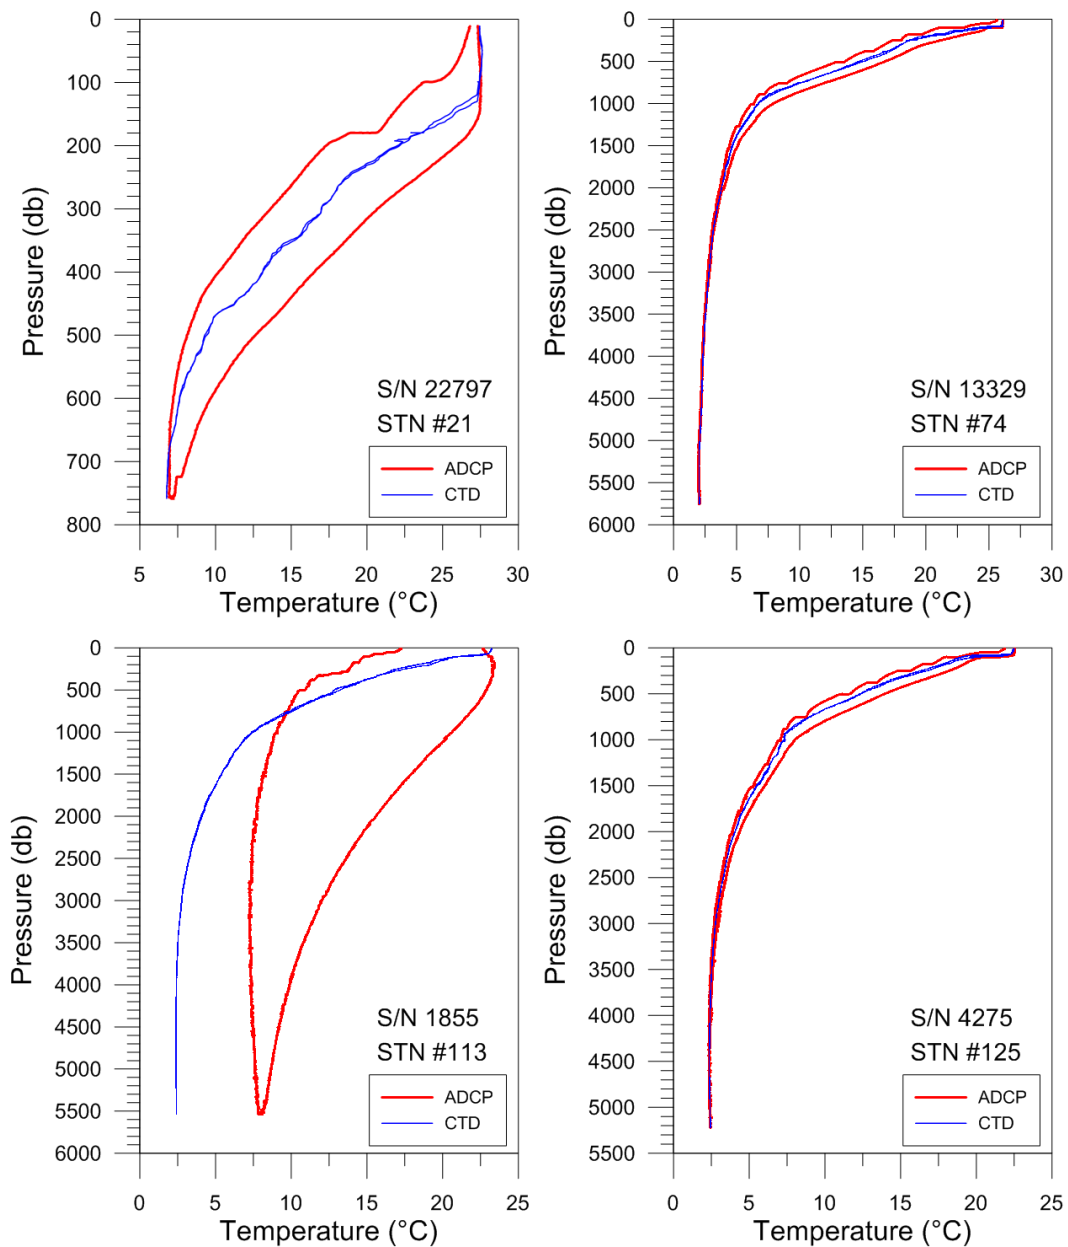 0
100
200
300
400
500
600
700
800
Pressure (db)
5 10 15 20 25 30
Temperature (°C)
S/N 22797
STN #21
ADCP
CTD
0
500
1000
1500
2000
2500
3000
3500
4000
4500
5000
5500
6000
Pressure (db)
0 5 10 15 20 25 30
Temperature (°C)
S/N 13329
STN #74
ADCP
CTD
0
500
1000
1500
2000
2500
3000
3500
4000
4500
5000
5500
6000
Pressure (db)
0 5 10 15 20 25
Temperature (°C)
S/N 1855
STN #113
ADCP
CTD
0
500
1000
1500
2000
2500
3000
3500
4000
4500
5000
5500
Pressure (db)
0 5 10 15 20 25
Temperature (°C)
S/N 4275
STN #125
ADCP
CTD